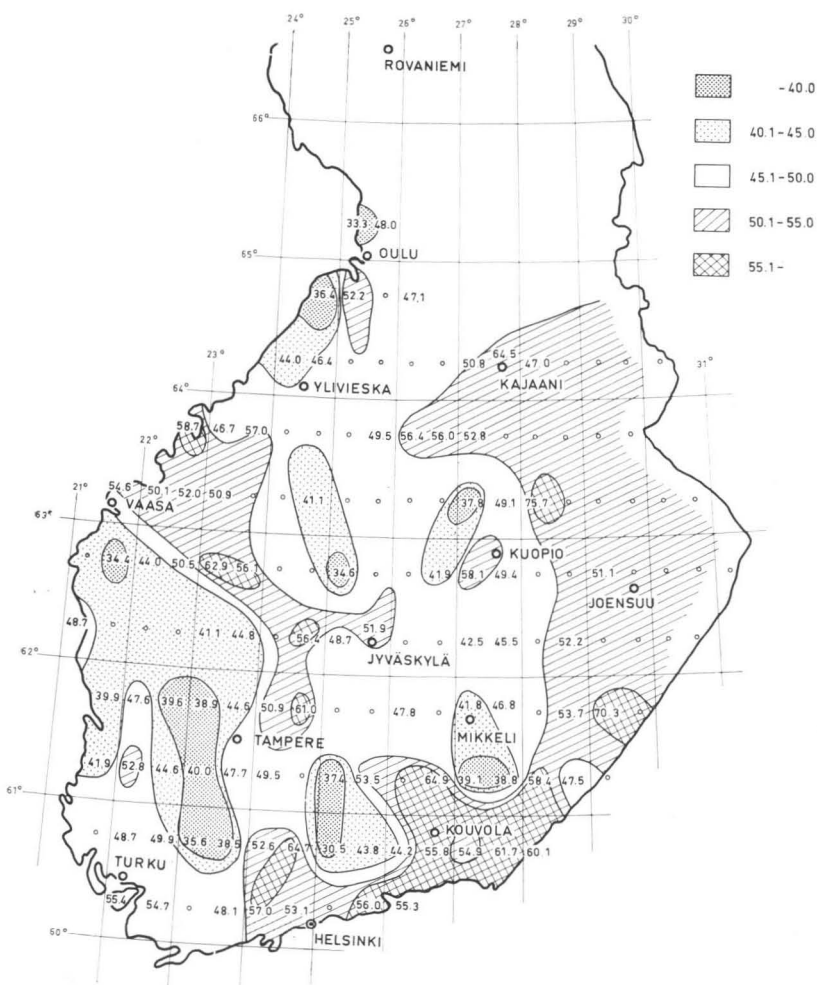 24° 25° 26° 27° 28° 29° 30°
ROVANIEMI
-40.0
66°
40.1-45.0
45.1-50.0
33.3 48.0
50.1-55.0
65° OULU
55.1-
36.4 52.2 47.1
23° 44.0 46.4 50.8 64.5 47.0 31°
64° YLIVIESKA KAJAANI
58.7 46.7 57.0 49.5 56.4 56.0 52.8
22°
21° 54.6 50.1 52.0 50.9 41.1 37.8 49.1 75.7
VAASA
63°
KUOPIO
34.4 44.0 50.5 62.9 56.1 34.6 41.9 58.1 49.4 51.1
JOENSUU
48.7 41.1 44.8 56.4 48.7 51.9 42.5 45.5 52.2
62° JYVÄSKYLÄ
39.9 47.6 39.6 38.9 44.5 50.9 61.0 47.8 41.8 46.8 53.7 70.3
TAMPERE MIKKELI
41.9 52.8 44.6 40.0 47.7 49.5 37.4 53.5 64.9 39.1 38.8 58.4 47.5
61°
KOUVOLA
48.7 49.9 35.6 38.5 52.6 64.7 30.5 43.8 44.2 55.8 54.9 61.7 60.1
TURKU
55.4 54.7 48.1 57.0 53.1 56.0 55.3
60° HELSINKI